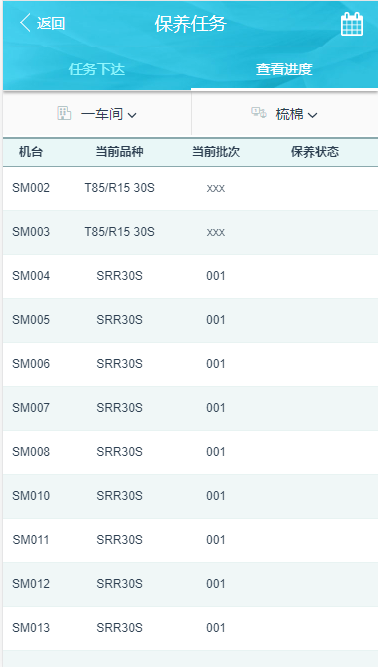 返回 保养任务
任务下达 查看进度
一车间 梳棉
机台 当前品种 当前批次 保养状态
SM002 T85/R15 30S xxx
SM003 T85/R15 30S xxx
SM004 SRR30S 001
SM005 SRR30S 001
SM006 SRR30S 001
SM007 SRR30S 001
SM008 SRR30S 001
SM010 SRR30S 001
SM011 SRR30S 001
SM012 SRR30S 001
SM013 SRR30S 001